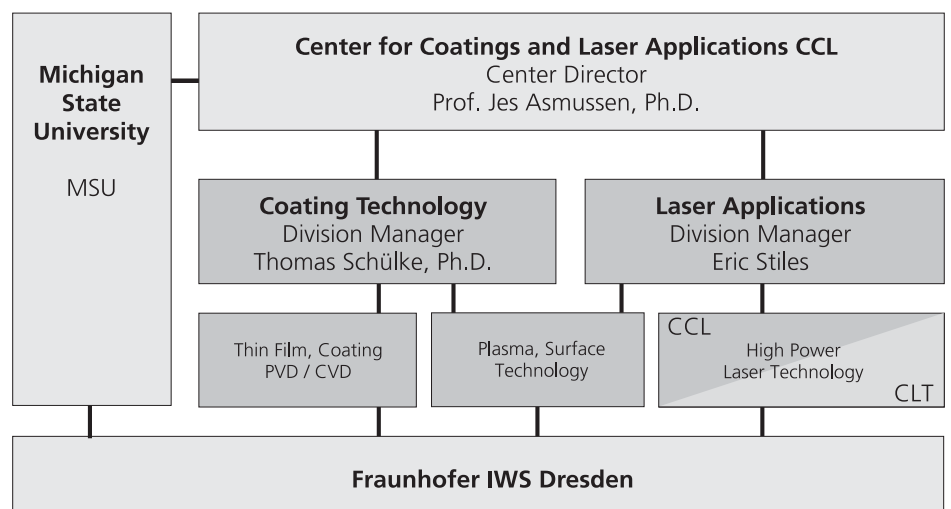 Michigan
State
University
MSU
Center for Coatings and Laser Applications CCL
Center Director
Prof. Jes Asmussen, Ph.D.
Coating Technology
Division Manager
Thomas Schülke, Ph.D.
Laser Applications
Division Manager
Eric Stiles
Thin Film, Coating
PVD / CVD
Plasma, Surface
Technology
CCL
High Power
Laser Technology
CLT
Fraunhofer IWS Dresden